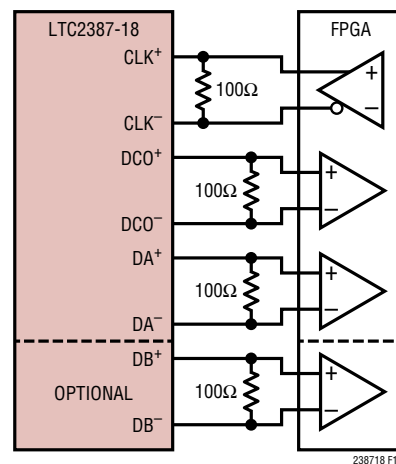 LTC2387-18
FPGA
CLK⁺
+
100Ω
CLK⁻
–
DCO⁺
+
100Ω
DCO⁻
–
DA⁺
+
100Ω
DA⁻
–
DB⁺
+
OPTIONAL
100Ω
DB⁻
–
238718 F1